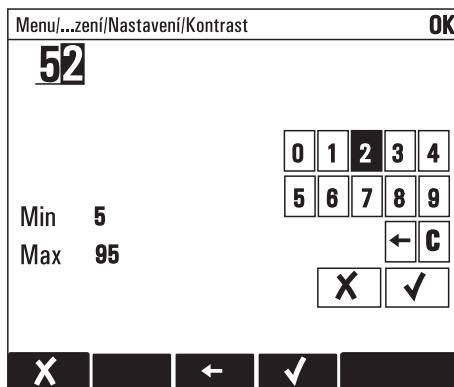 Menu/...zení/Nastavení/Kontrast OK
52
0 1 2 3 4
5 6 7 8 9
Min 5
← C
Max 95
✗ ✓
✗ ← ✓